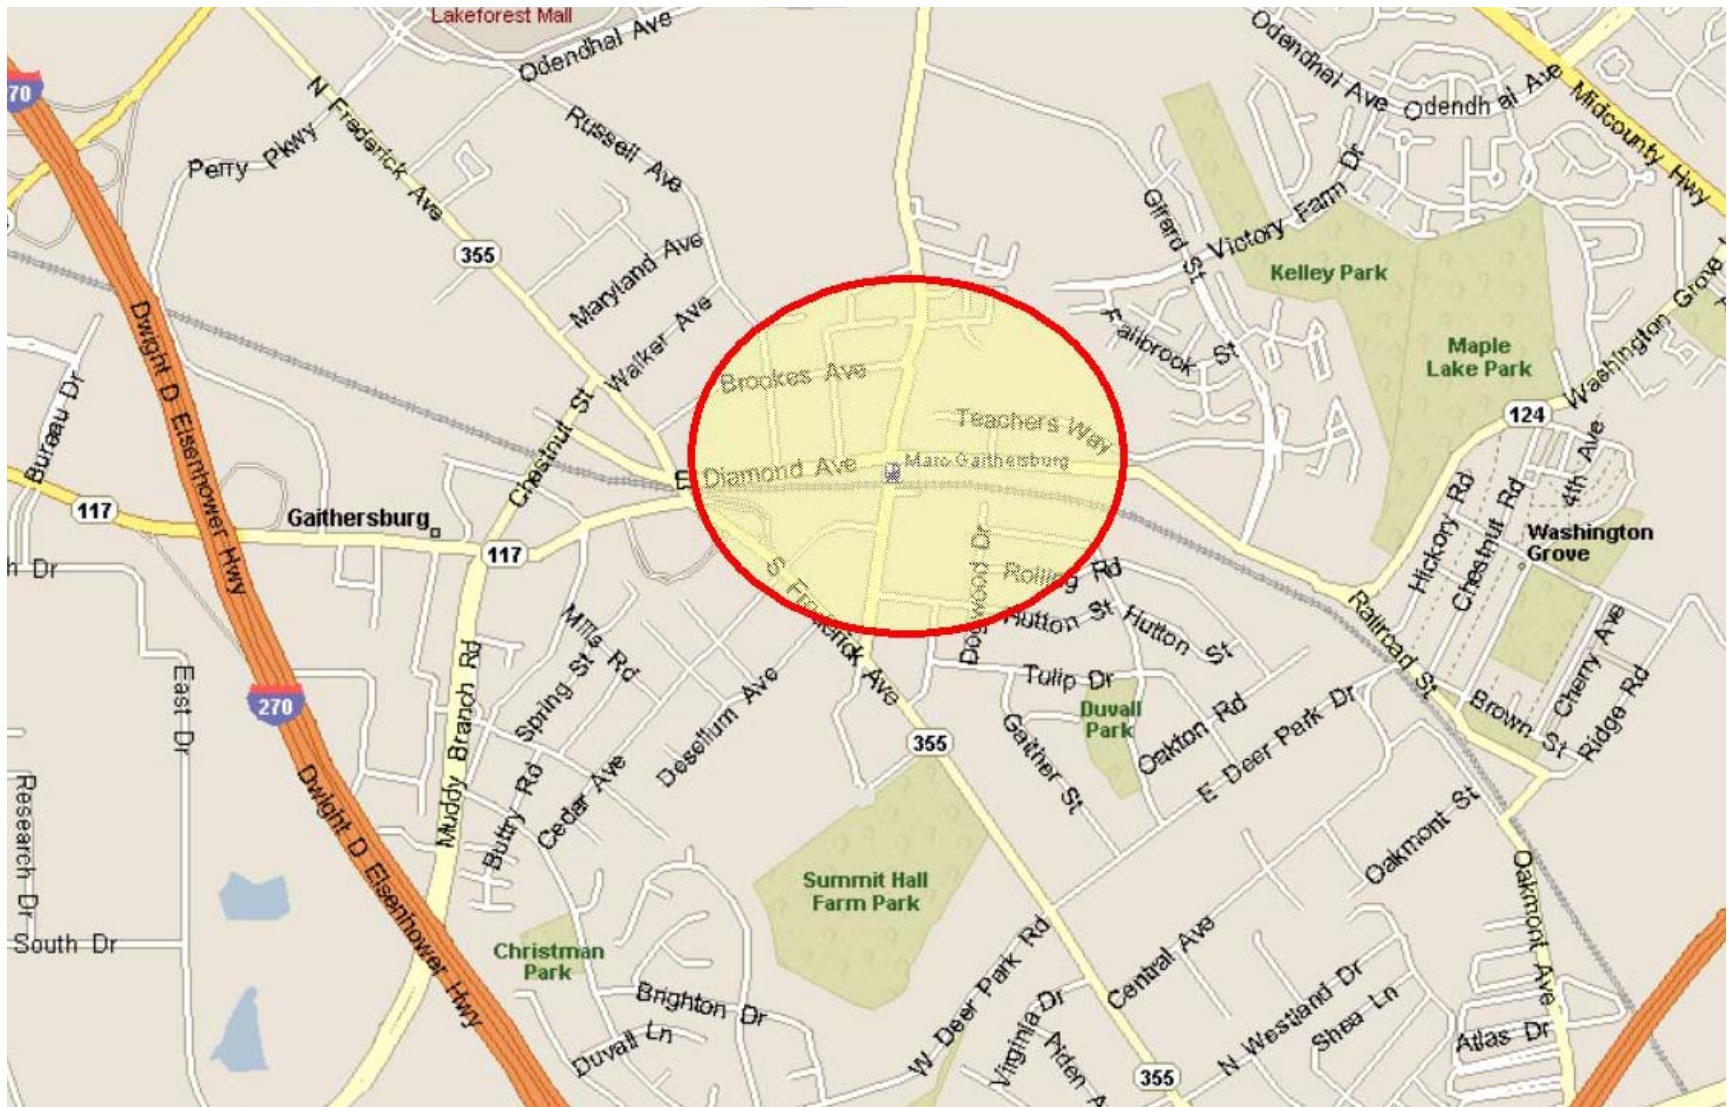 Lakeforest Mall
Odendhal Ave
Odendhal Ave
Odendhal Ave
Midcounty Hwy
70
N Frederick Ave
Russell Ave
Perry Pkwy
Girard St
Victory Farm Dr
355
Maryland Ave
Kelley Park
Washington Grove
Dwight D Eisenhower Hwy
Walker Ave
Fallbrook St
Maple
Lake Park
Brookes Ave
Bureau Dr
Chestnut St
Teachers Way
124
4th Ave
E Diamond Ave
Marc-Gaithersburg
117
Gaithersburg
117
Hickory Rd
Chestnut Rd
Washington
Grove
h Dr
S Frederick Ave
Dogwood Dr
Rolling Rd
Hutton St
Hutton St
Railroad St
Cherry Ave
Mills Rd
Spring St
Muddy Branch Rd
East Dr
Desellum Ave
Tulip Dr
Duvall
Park
Gaither St
Oakton Rd
E Deer Park Dr
Brown St
Ridge Rd
270
355
Research Dr
Dwight D Eisenhower Hwy
Buttry Rd
Cedar Ave
Oakmont St
Oakmont Ave
Summit Hall
Farm Park
South Dr
Christman
Park
Brighton Dr
Duvall Ln
W Deer Park Rd
Central Ave
Virginia Dr
Alden A
N Westland Dr
Shea Ln
Atlas Dr
355